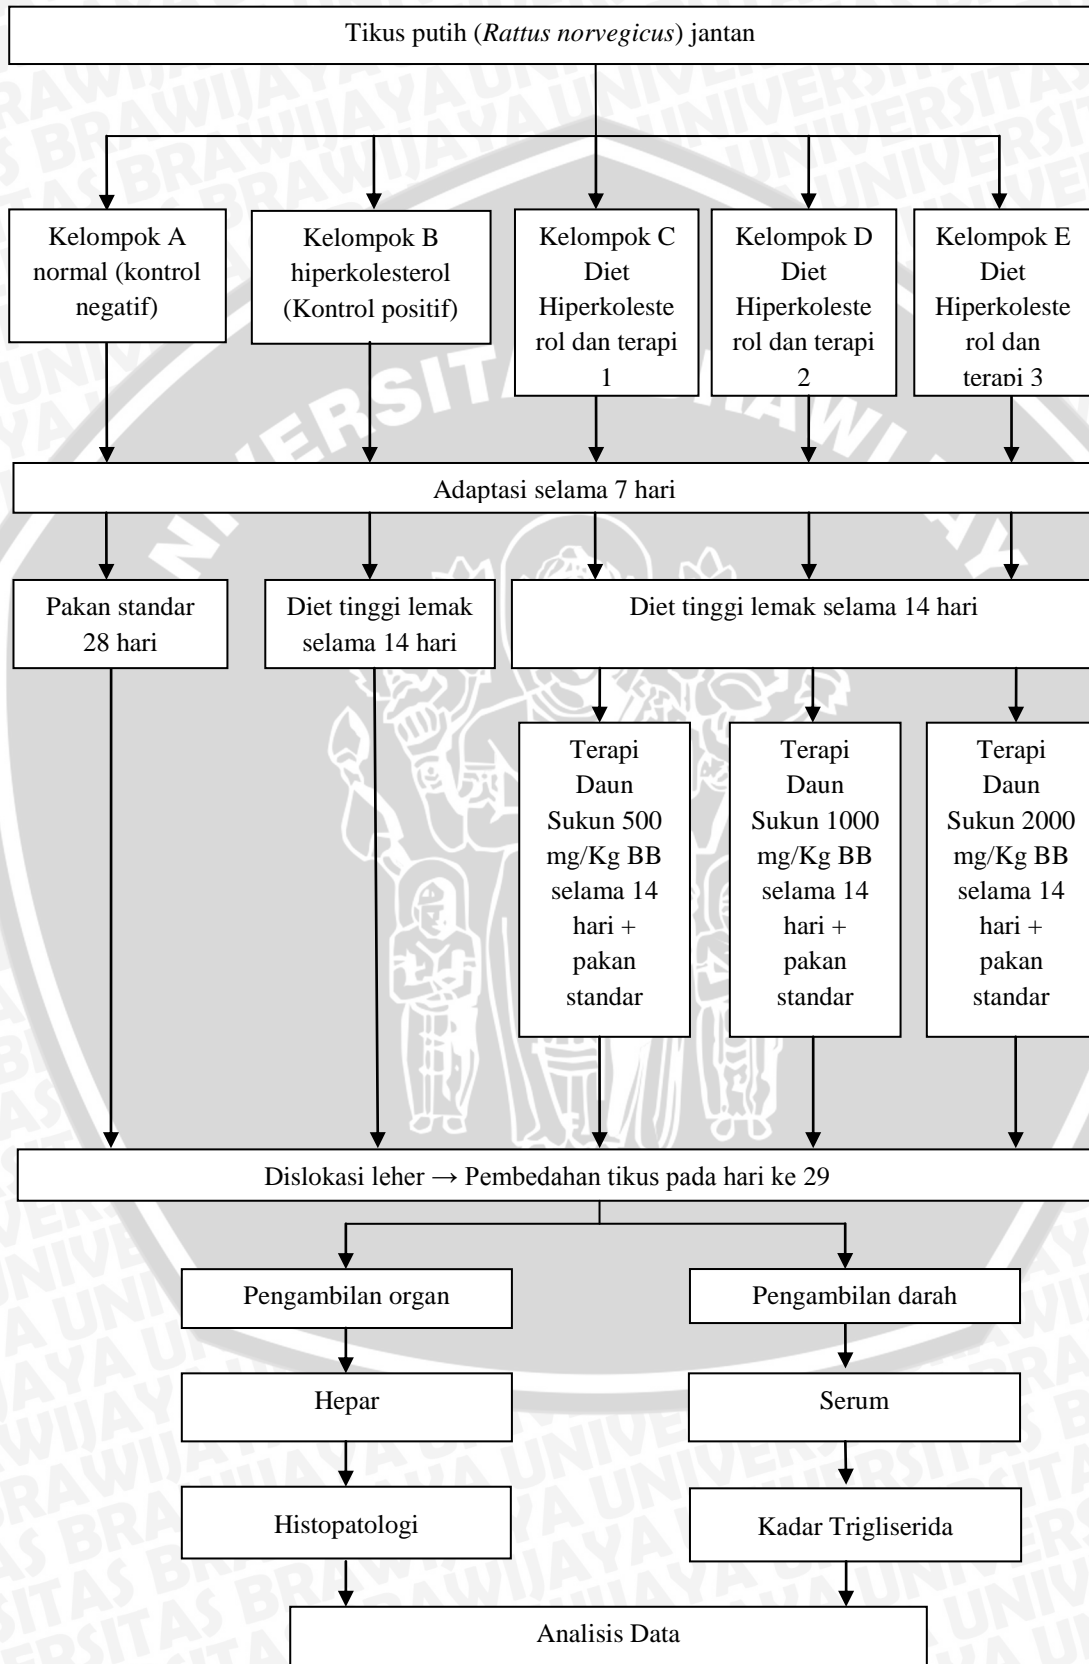 Tikus putih (Rattus norvegicus) jantan
Kelompok A
normal (kontrol
negatif)
Kelompok B
hiperkolesterol
(Kontrol positif)
Kelompok C
Diet
Hiperkoleste
rol dan terapi
1
Kelompok D
Diet
Hiperkoleste
rol dan terapi
2
Kelompok E
Diet
Hiperkoleste
rol dan
terapi 3
Adaptasi selama 7 hari
Pakan standar
28 hari
Diet tinggi lemak
selama 14 hari
Diet tinggi lemak selama 14 hari
Terapi
Daun
Sukun 500
mg/Kg BB
selama 14
hari +
pakan
standar
Terapi
Daun
Sukun 1000
mg/Kg BB
selama 14
hari +
pakan
standar
Terapi
Daun
Sukun 2000
mg/Kg BB
selama 14
hari +
pakan
standar
Dislokasi leher → Pembedahan tikus pada hari ke 29
Pengambilan organ
Pengambilan darah
Hepar
Serum
Histopatologi
Kadar Trigliserida
Analisis Data